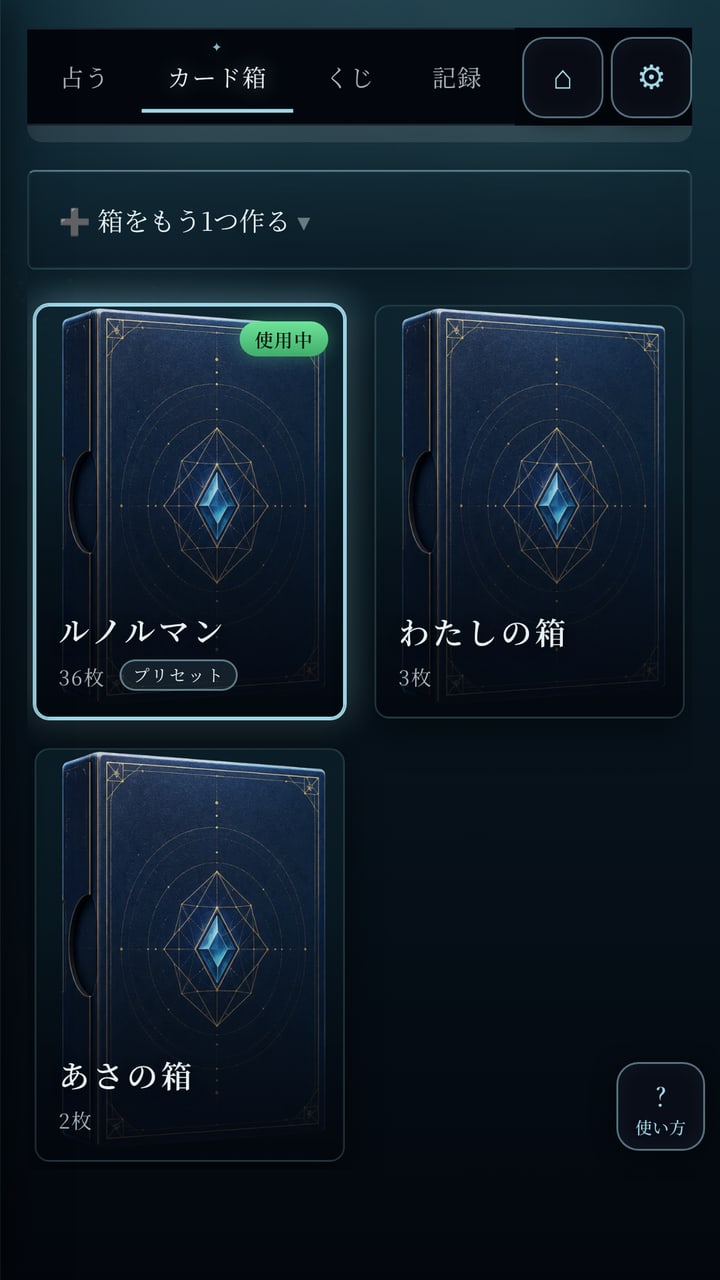 占う カード箱 くじ 記録
➕ 箱をもう1つ作る ▼
使用中
ルノルマン
36枚 プリセット
わたしの箱
3枚
あさの箱
2枚
?
使い方